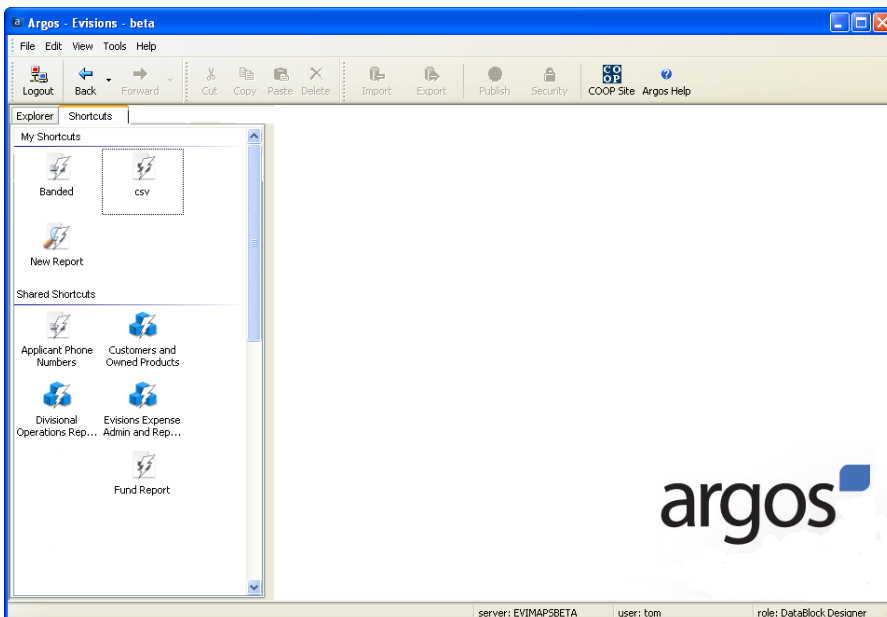 Argos - Evisions - beta
File Edit View Tools Help
Logout Back Forward Cut Copy Paste Delete Import Export Publish Security COOP Site Argos Help
Explorer Shortcuts
My Shortcuts
Banded csv
New Report
Shared Shortcuts
Applicant Phone Customers and
Numbers Owned Products
Divisional Evisions Expense
Operations Rep... Admin and Rep...
Fund Report
argos
server: EVIMAPSBETA user: tom role: DataBlock Designer